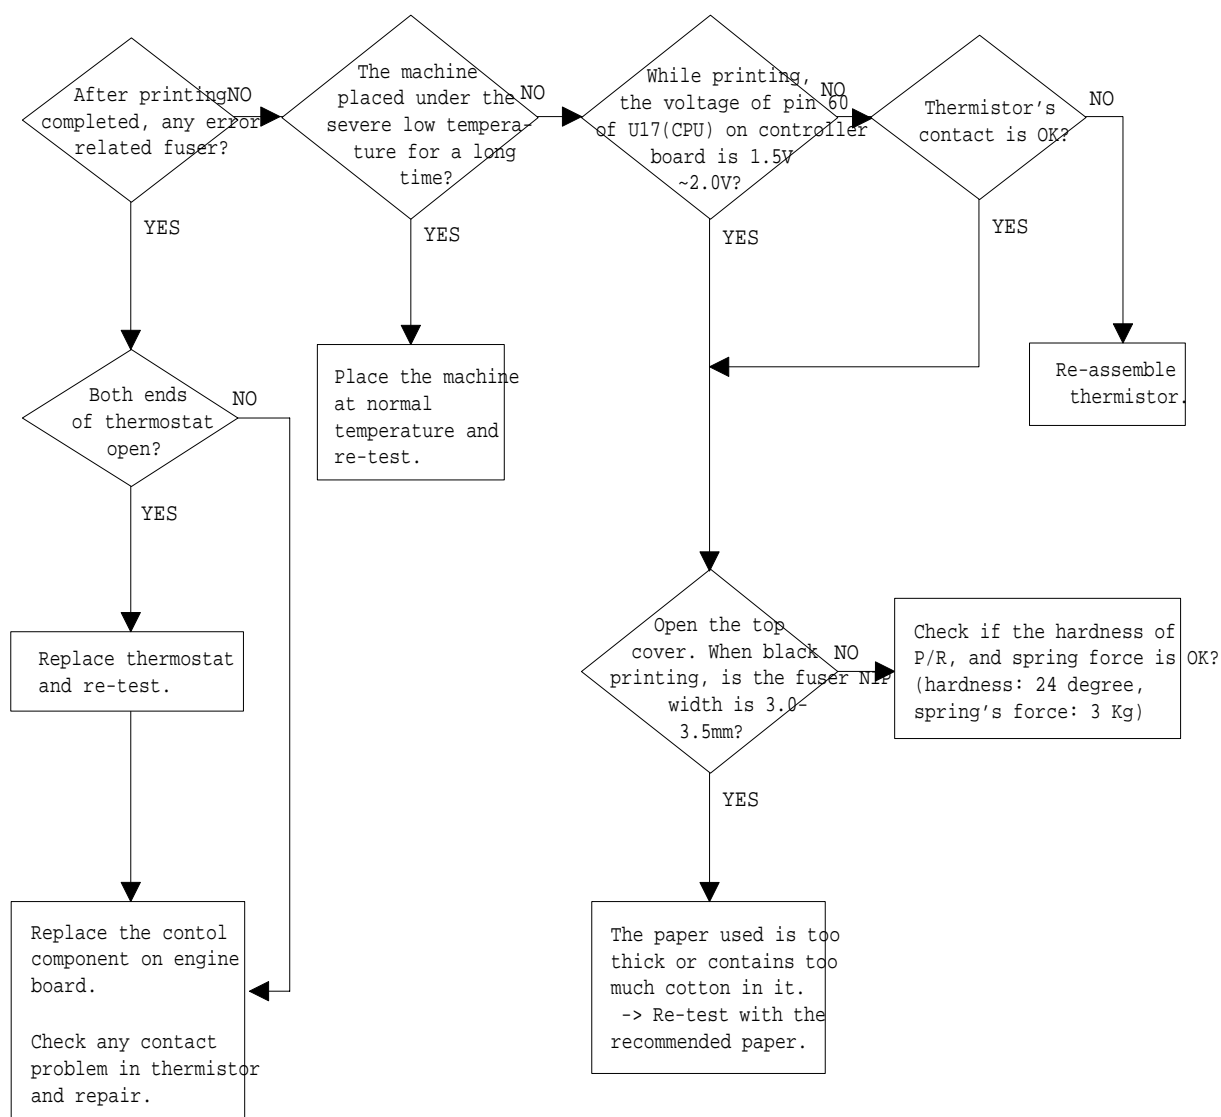 After printing
completed, any error
related fuser?
NO
YES
The machine
placed under the
severe low tempera-
ture for a long
time?
NO
YES
While printing,
the voltage of pin 60
of U17(CPU) on controller
board is 1.5V
~2.0V?
NO
YES
Thermistor's
contact is OK?
NO
YES
Place the machine
at normal
temperature and
re-test.
Re-assemble
thermistor.
Both ends
of thermostat
open?
NO
YES
Replace thermostat
and re-test.
Open the top
cover. When black
printing, is the fuser NIP
width is 3.0-
3.5mm?
NO
YES
Check if the hardness of
P/R, and spring force is OK?
(hardness: 24 degree,
spring's force: 3 Kg)
Replace the contol
component on engine
board.
Check any contact
problem in thermistor
and repair.
The paper used is too
thick or contains too
much cotton in it.
-> Re-test with the
recommended paper.